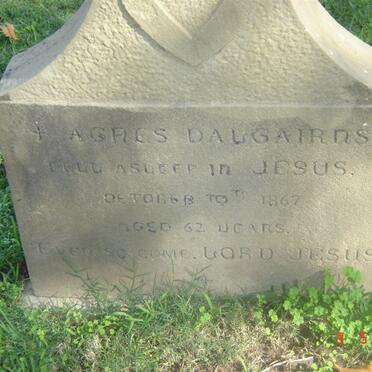 + AGNES DALGAIRNS
FELL ASLEEP IN JESUS.
OCTOBER 10TH 1867
AGED 62 YEARS.
EVEN SO COME, LORD JESUS